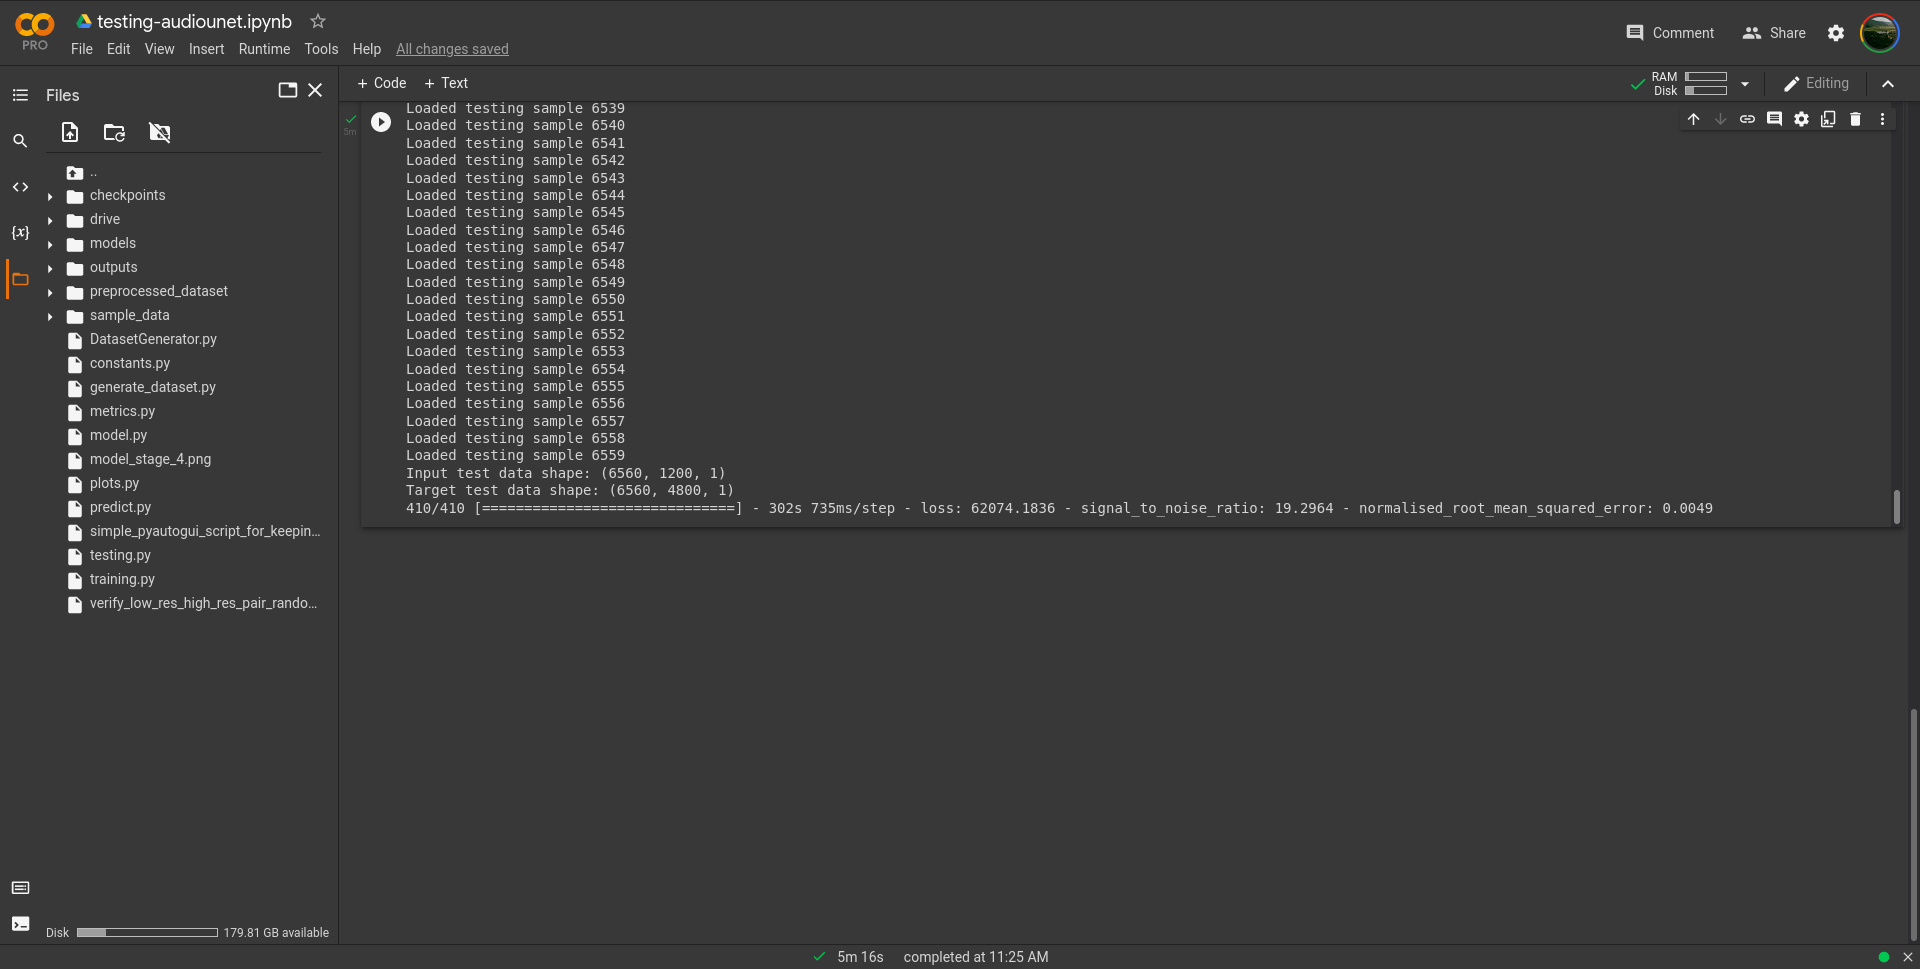 testing-audiounet.ipynb
PRO
File Edit View Insert Runtime Tools Help All changes saved
Comment Share
Files
+ Code + Text
RAM
Disk
Editing
..
checkpoints
drive
models
outputs
preprocessed_dataset
sample_data
DatasetGenerator.py
constants.py
generate_dataset.py
metrics.py
model.py
model_stage_4.png
plots.py
predict.py
simple_pyautogui_script_for_keepin...
testing.py
training.py
verify_low_res_high_res_pair_rando...
Disk 179.81 GB available
{x}
5m
Loaded testing sample 6539
Loaded testing sample 6540
Loaded testing sample 6541
Loaded testing sample 6542
Loaded testing sample 6543
Loaded testing sample 6544
Loaded testing sample 6545
Loaded testing sample 6546
Loaded testing sample 6547
Loaded testing sample 6548
Loaded testing sample 6549
Loaded testing sample 6550
Loaded testing sample 6551
Loaded testing sample 6552
Loaded testing sample 6553
Loaded testing sample 6554
Loaded testing sample 6555
Loaded testing sample 6556
Loaded testing sample 6557
Loaded testing sample 6558
Loaded testing sample 6559
Input test data shape: (6560, 1200, 1)
Target test data shape: (6560, 4800, 1)
410/410 [==============================] - 302s 735ms/step - loss: 62074.1836 - signal_to_noise_ratio: 19.2964 - normalised_root_mean_squared_error: 0.0049
5m 16s completed at 11:25 AM